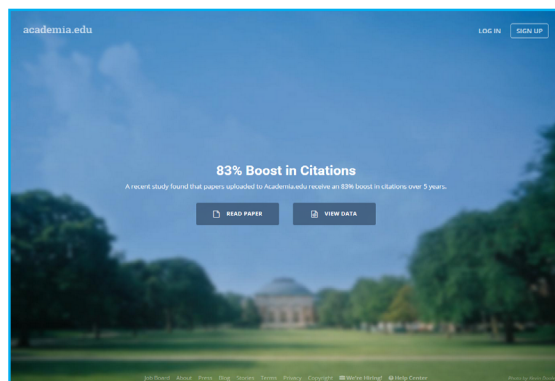 academia.edu
LOG IN SIGN UP
83% Boost in Citations
A recent study found that papers uploaded to Academia.edu receive an 83% boost in citations over 5 years.
READ PAPER VIEW DATA
Job Board About Press Blog Stories Terms Privacy Copyright We're Hiring! Help Center
Photo by